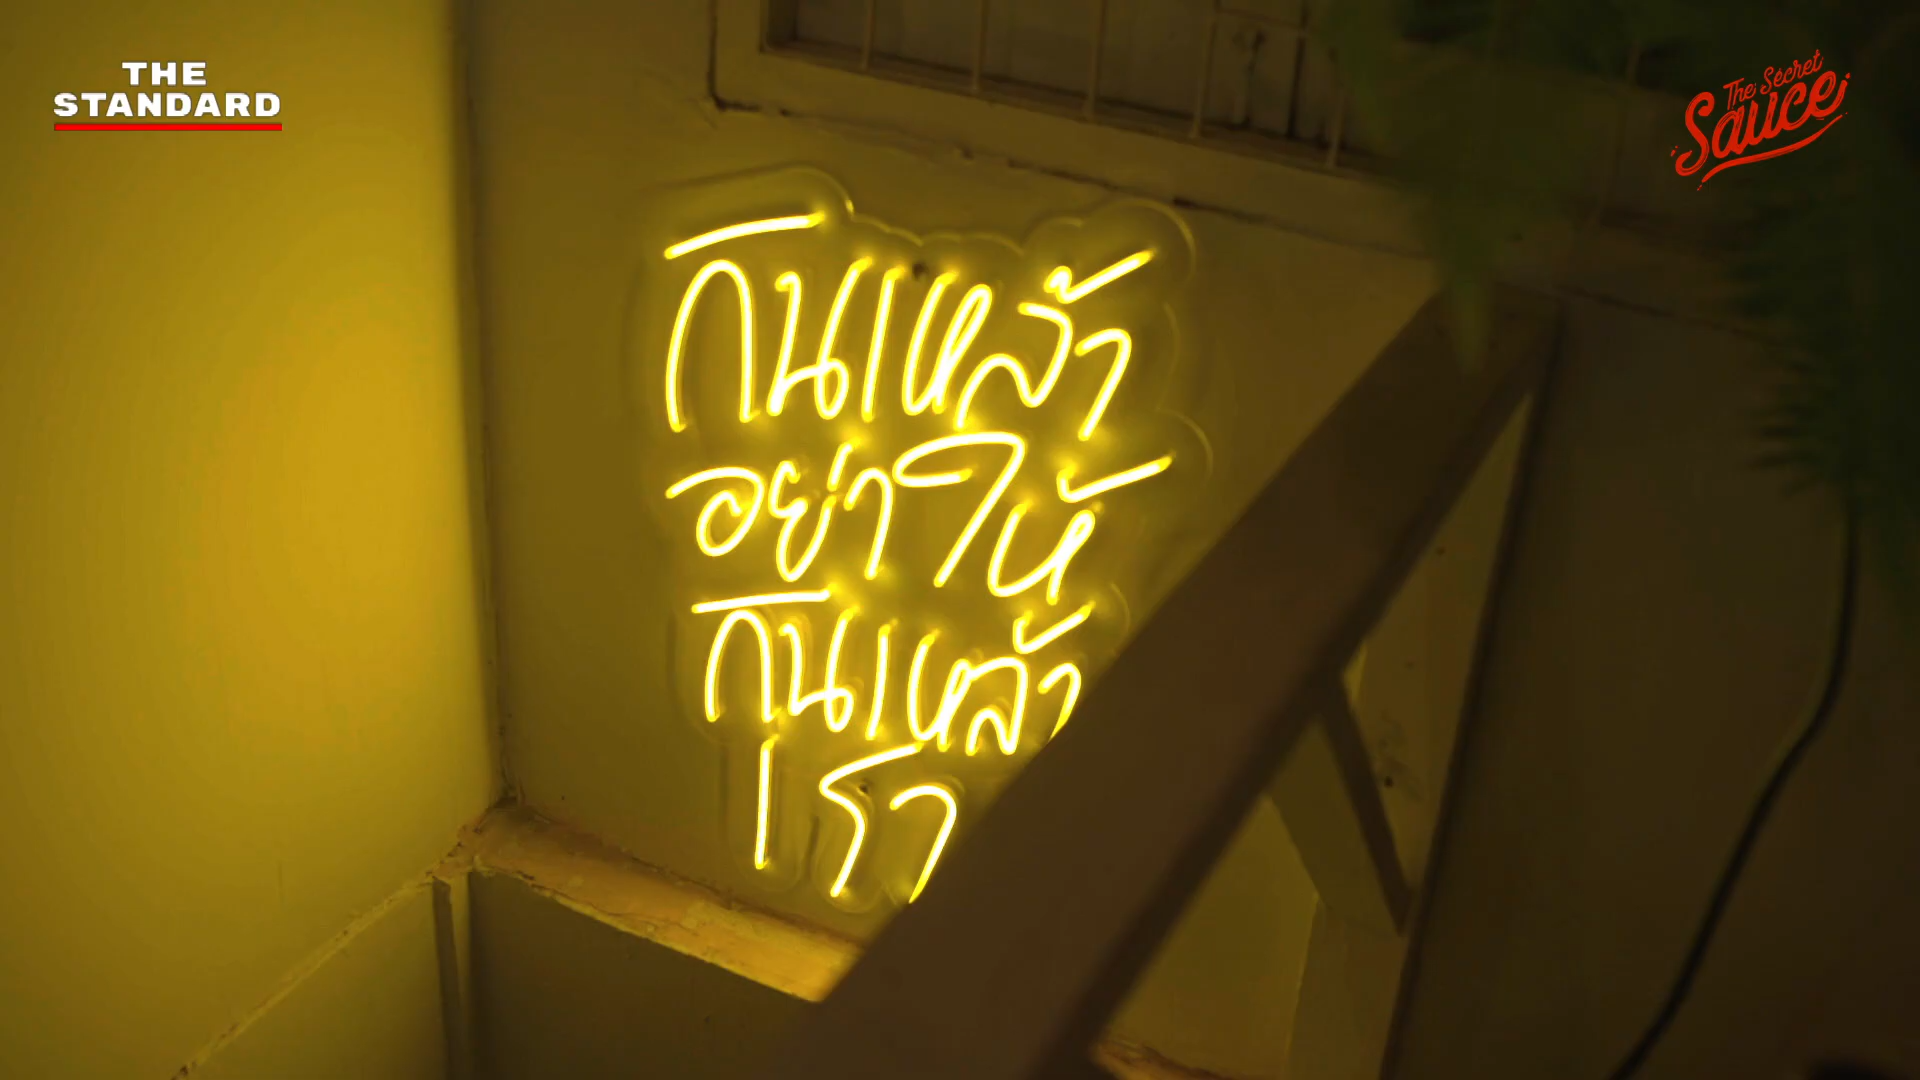 THE
STANDARD
The Secret
Sauce
กินเหล้า
อย่าให้
กินเหล้า
เรา